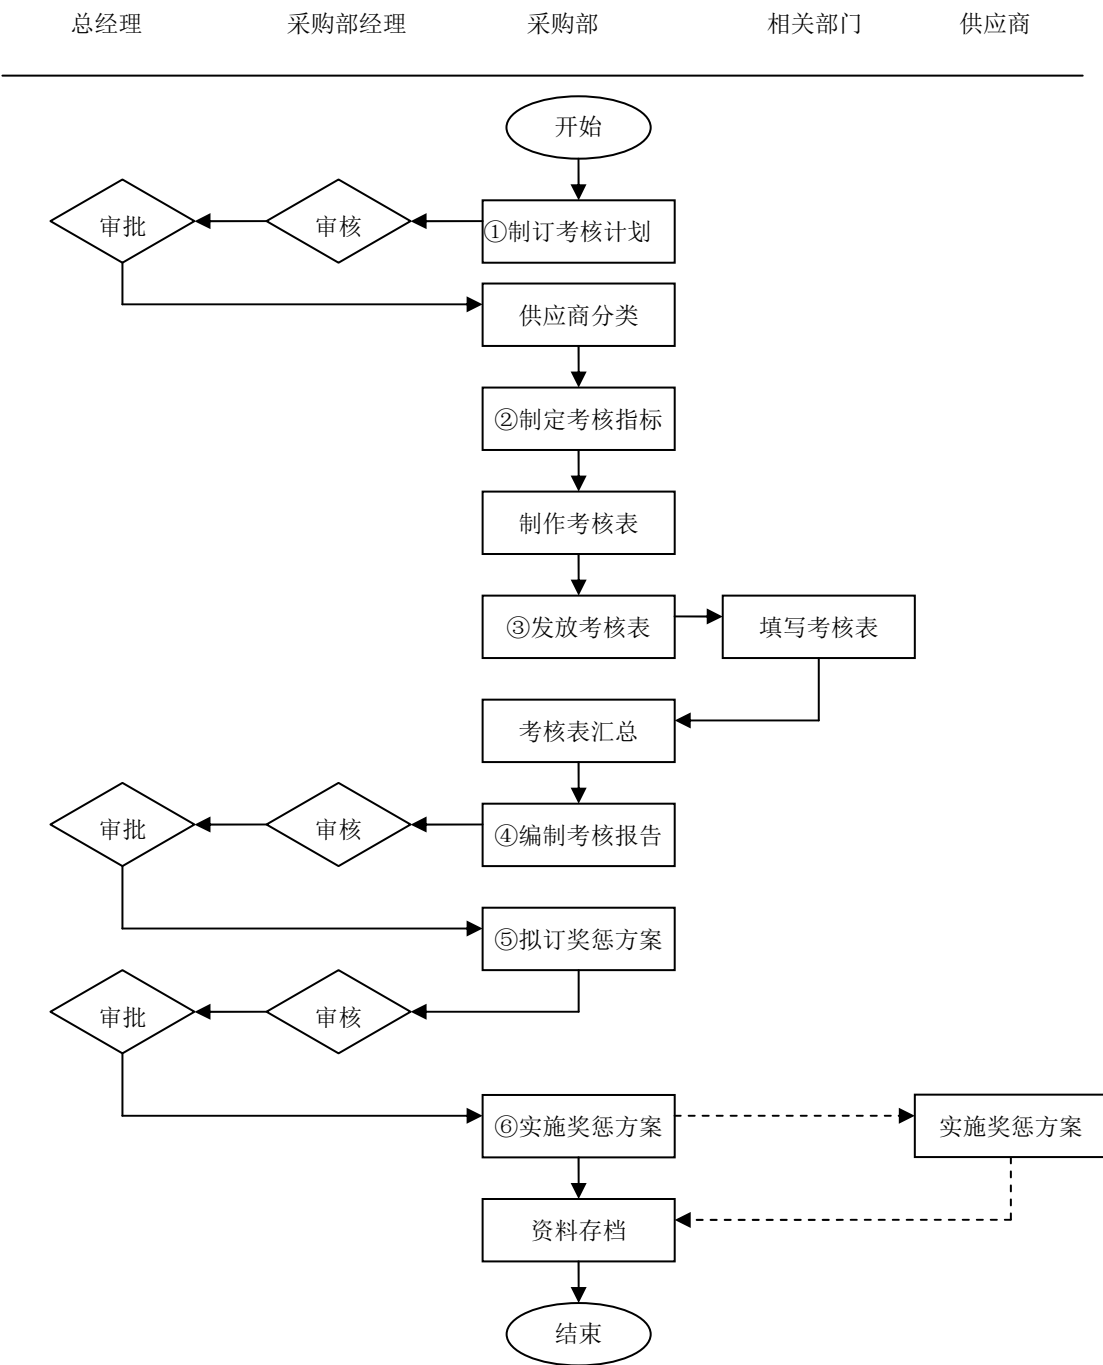 总经理 采购部经理 采购部 相关部门 供应商
开始
审批 审核 ①制订考核计划
供应商分类
②制定考核指标
制作考核表
③发放考核表 填写考核表
考核表汇总
审批 审核 ④编制考核报告
⑤拟订奖惩方案
审批 审核
⑥实施奖惩方案 实施奖惩方案
资料存档
结束